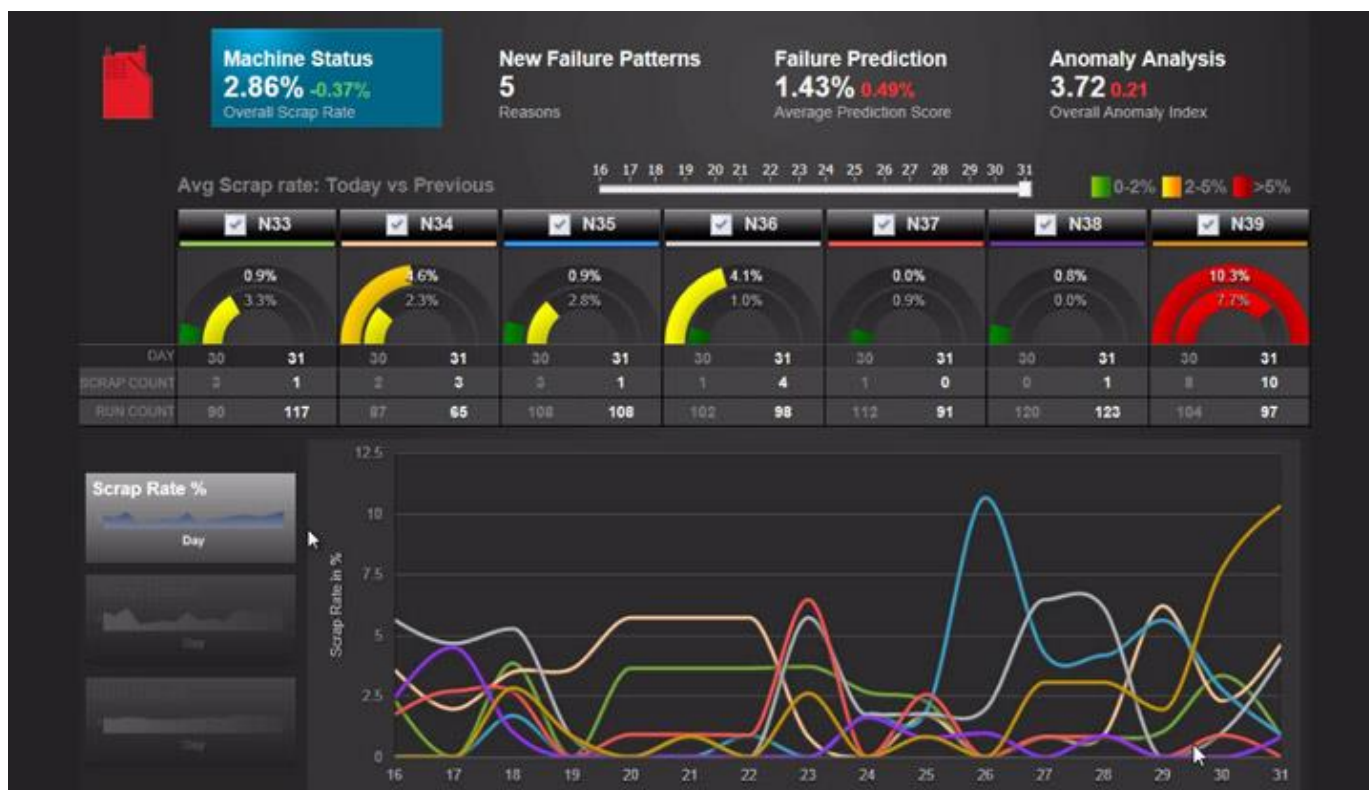 Machine Status
2.86% -0.37%
Overall Scrap Rate
New Failure Patterns
5
Reasons
Failure Prediction
1.43% 0.49%
Average Prediction Score
Anomaly Analysis
3.72 0.21
Overall Anomaly Index
Avg Scrap rate: Today vs Previous
16 17 18 19 20 21 22 23 24 25 26 27 28 29 30 31
0-2% 2-5% >5%
N33 N34 N35 N36 N37 N38 N39
0.9% 4.6% 0.9% 4.1% 0.0% 0.8% 10.3%
3.3% 2.3% 2.8% 1.0% 0.9% 0.0% 7.7%
DAY 30 31 30 31 30 31 30 31 30 31 30 31 30 31
SCRAP COUNT 3 1 2 3 3 1 1 4 1 0 0 1 8 10
RUN COUNT 90 117 87 65 108 108 102 98 112 91 120 123 104 97
Scrap Rate %
Day
Day
Day
Scrap Rate in %
12.5
10
7.5
5
2.5
0
16 17 18 19 20 21 22 23 24 25 26 27 28 29 30 31